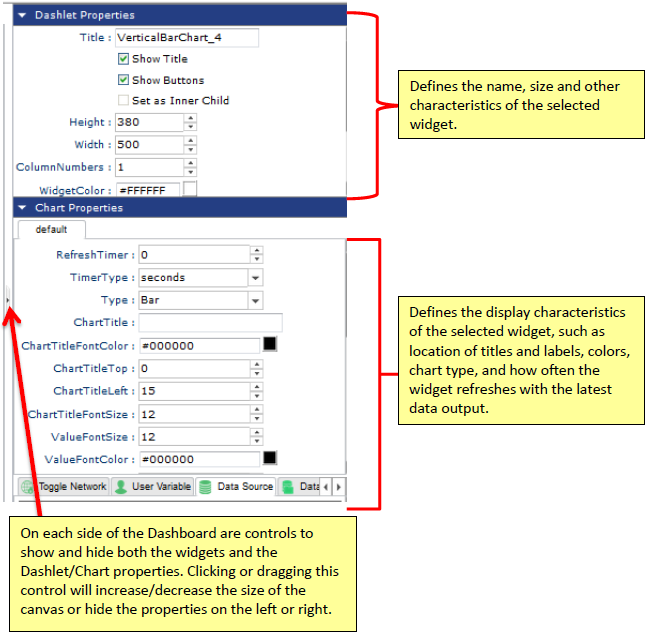 Dashlet Properties
Title : VerticalBarChart_4
Show Title
Show Buttons
Set as Inner Child
Height : 380
Width : 500
ColumnNumbers : 1
WidgetColor : #FFFFFF
Chart Properties
default
RefreshTimer : 0
TimerType : seconds
Type : Bar
ChartTitle :
ChartTitleFontColor : #000000
ChartTitleTop : 0
ChartTitleLeft : 15
ChartTitleFontSize : 12
ValueFontSize : 12
ValueFontColor : #000000
Toggle Network User Variable Data Source Data
Defines the name, size and other
characteristics of the selected
widget.
Defines the display characteristics
of the selected widget, such as
location of titles and labels, colors,
chart type, and how often the
widget refreshes with the latest
data output.
On each side of the Dashboard are controls to
show and hide both the widgets and the
Dashlet/Chart properties. Clicking or dragging this
control will increase/decrease the size of the
canvas or hide the properties on the left or right.